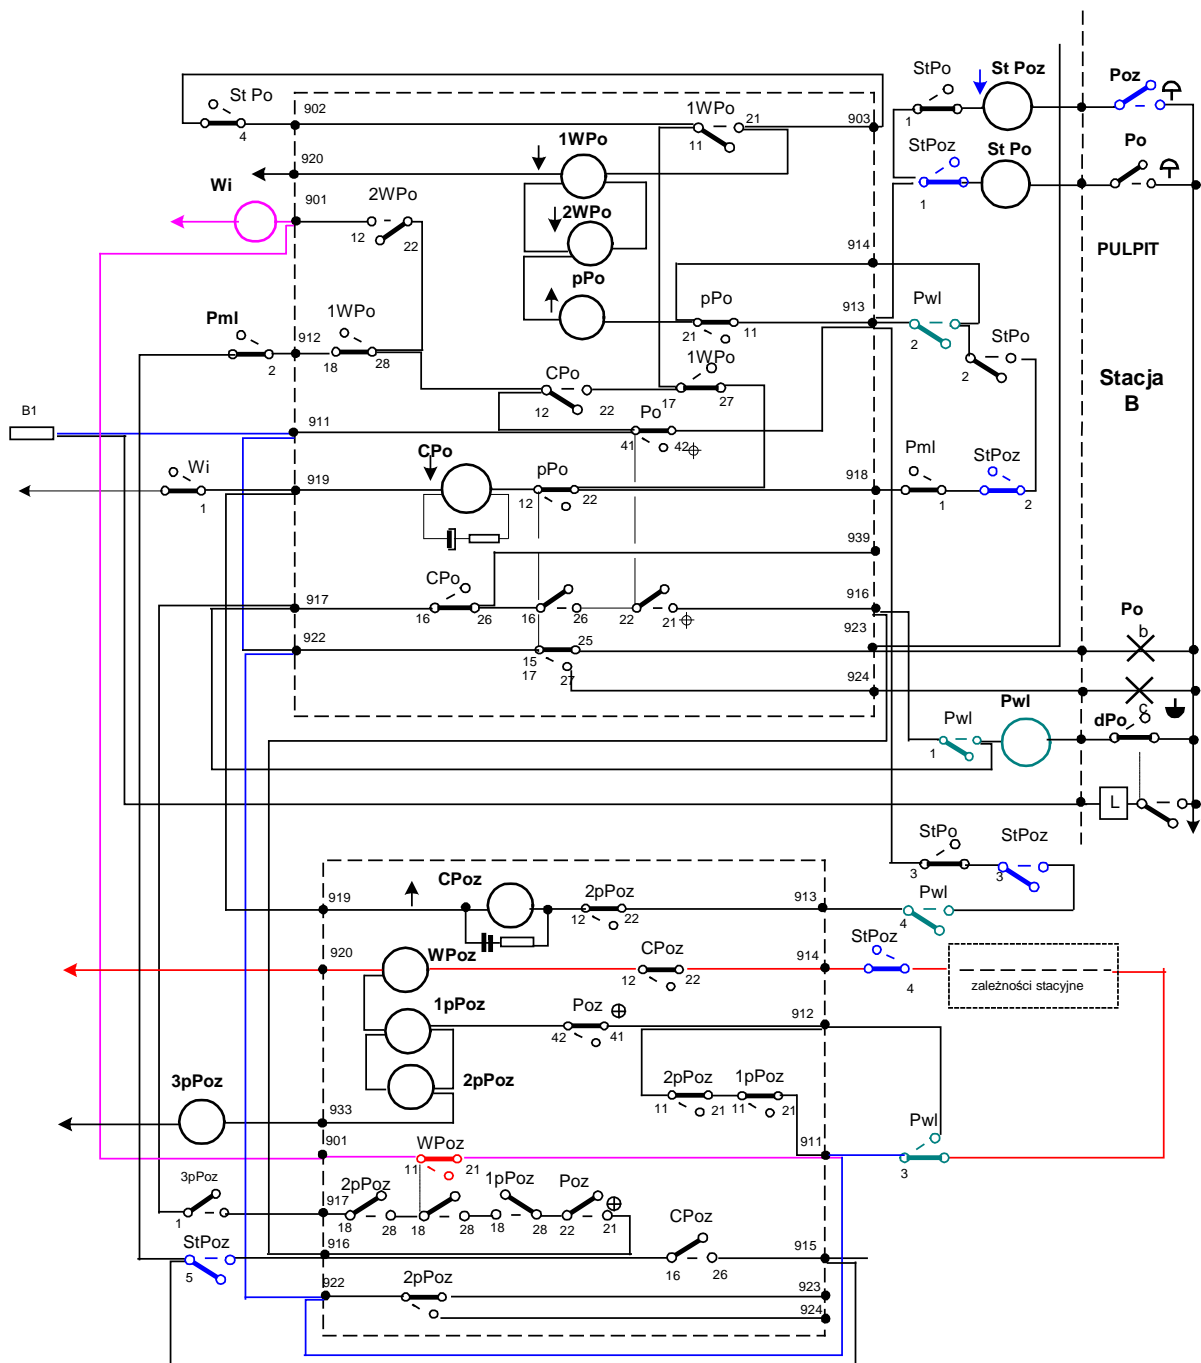 StPo
St Poz
Poz
St Po
902
1WPo
21
903
4
11
1
1WPo
StPoz
St Po
Po
920
Wi
901
2WPo
2WPo
1
12
22
914
PULPIT
pPo
pPo
913
Pwl
Pml
1WPo
21
11
2
StPo
912
18
28
2
1WPo
2
CPo
17
27
Stacja
B
B1
12
22
Po
911
41
42
CPo
pPo
Wi
919
918
Pml
StPoz
1
12
22
1
2
939
CPo
917
16
26
16
26
22
21
916
Po
922
25
923
b
15
17
27
924
Pwl
c
Pwl
dPo
1
L
StPo
StPoz
CPoz
3
3
919
2pPoz
913
Pwl
12
22
4
920
WPoz
CPoz
914
StPoz
12
22
4
zależności stacyjne
1pPoz
Poz
912
42
41
3pPoz
2pPoz
2pPoz
1pPoz
11
21
11
21
933
901
WPoz
911
Pwl
11
21
3
3pPoz
2pPoz
1pPoz
Poz
917
1
18
28
18
28
18
28
22
21
StPoz
916
CPoz
915
5
16
26
922
2pPoz
923
924